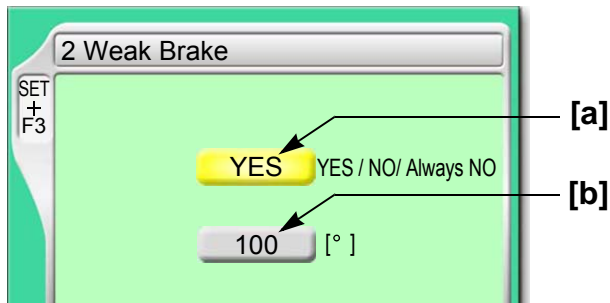 2 Weak Brake
SET
+
F3
[a]
YES YES / NO/ Always NO
[b]
100 [° ]